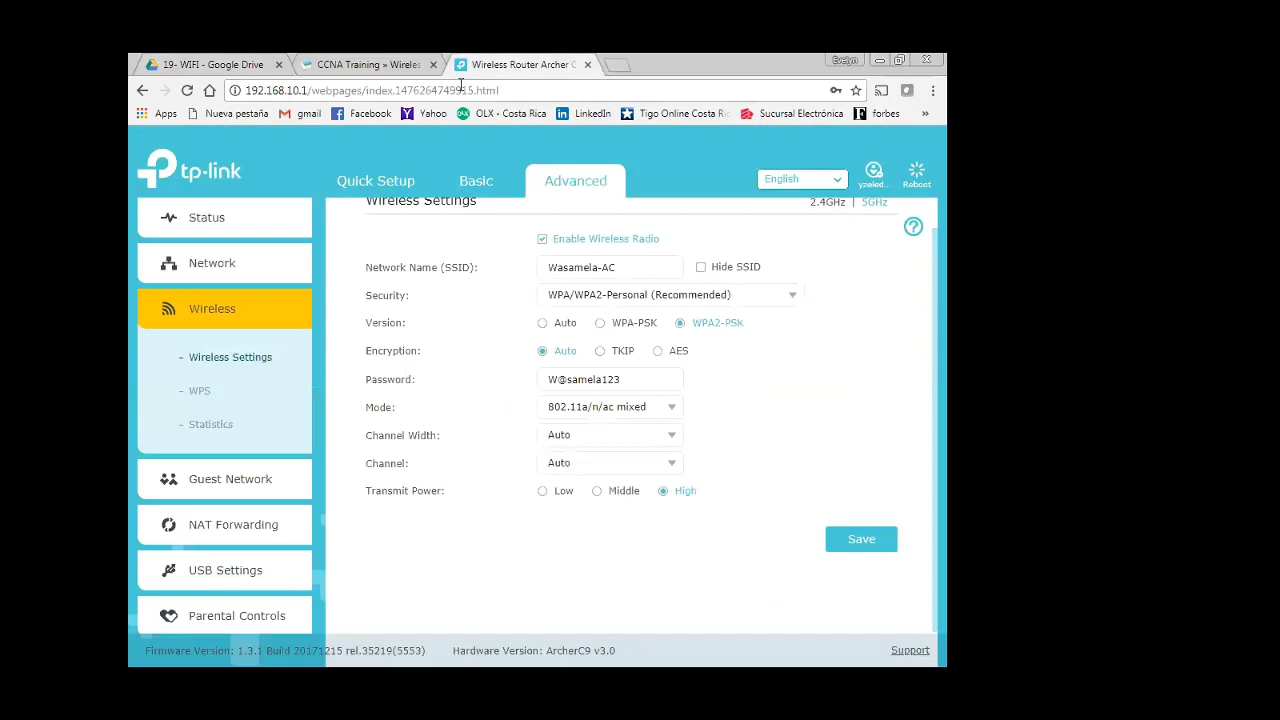 19- WIFI - Google Drive
CCNA Training » Wireles
Wireless Router Archer C
Evelyn
192.168.10.1/webpages/index.1476264749515.html
Apps
Nueva pestaña
gmail
Facebook
Yahoo
OLX - Costa Rica
LinkedIn
Tigo Online Costa Ric
Sucursal Electrónica
forbes
»
tp-link
Quick Setup
Basic
Advanced
English
yzeled...
Reboot
Status
Network
Wireless
- Wireless Settings
- WPS
- Statistics
Guest Network
NAT Forwarding
USB Settings
Parental Controls
Wireless Settings
2.4GHz | 5GHz
Enable Wireless Radio
Network Name (SSID): Wasamela-AC Hide SSID
Security: WPA/WPA2-Personal (Recommended)
Version: Auto WPA-PSK WPA2-PSK
Encryption: Auto TKIP AES
Password: W@samela123
Mode: 802.11a/n/ac mixed
Channel Width: Auto
Channel: Auto
Transmit Power: Low Middle High
Save
Firmware Version: 1.3.1 Build 20171215 rel.35219(5553) Hardware Version: ArcherC9 v3.0 Support